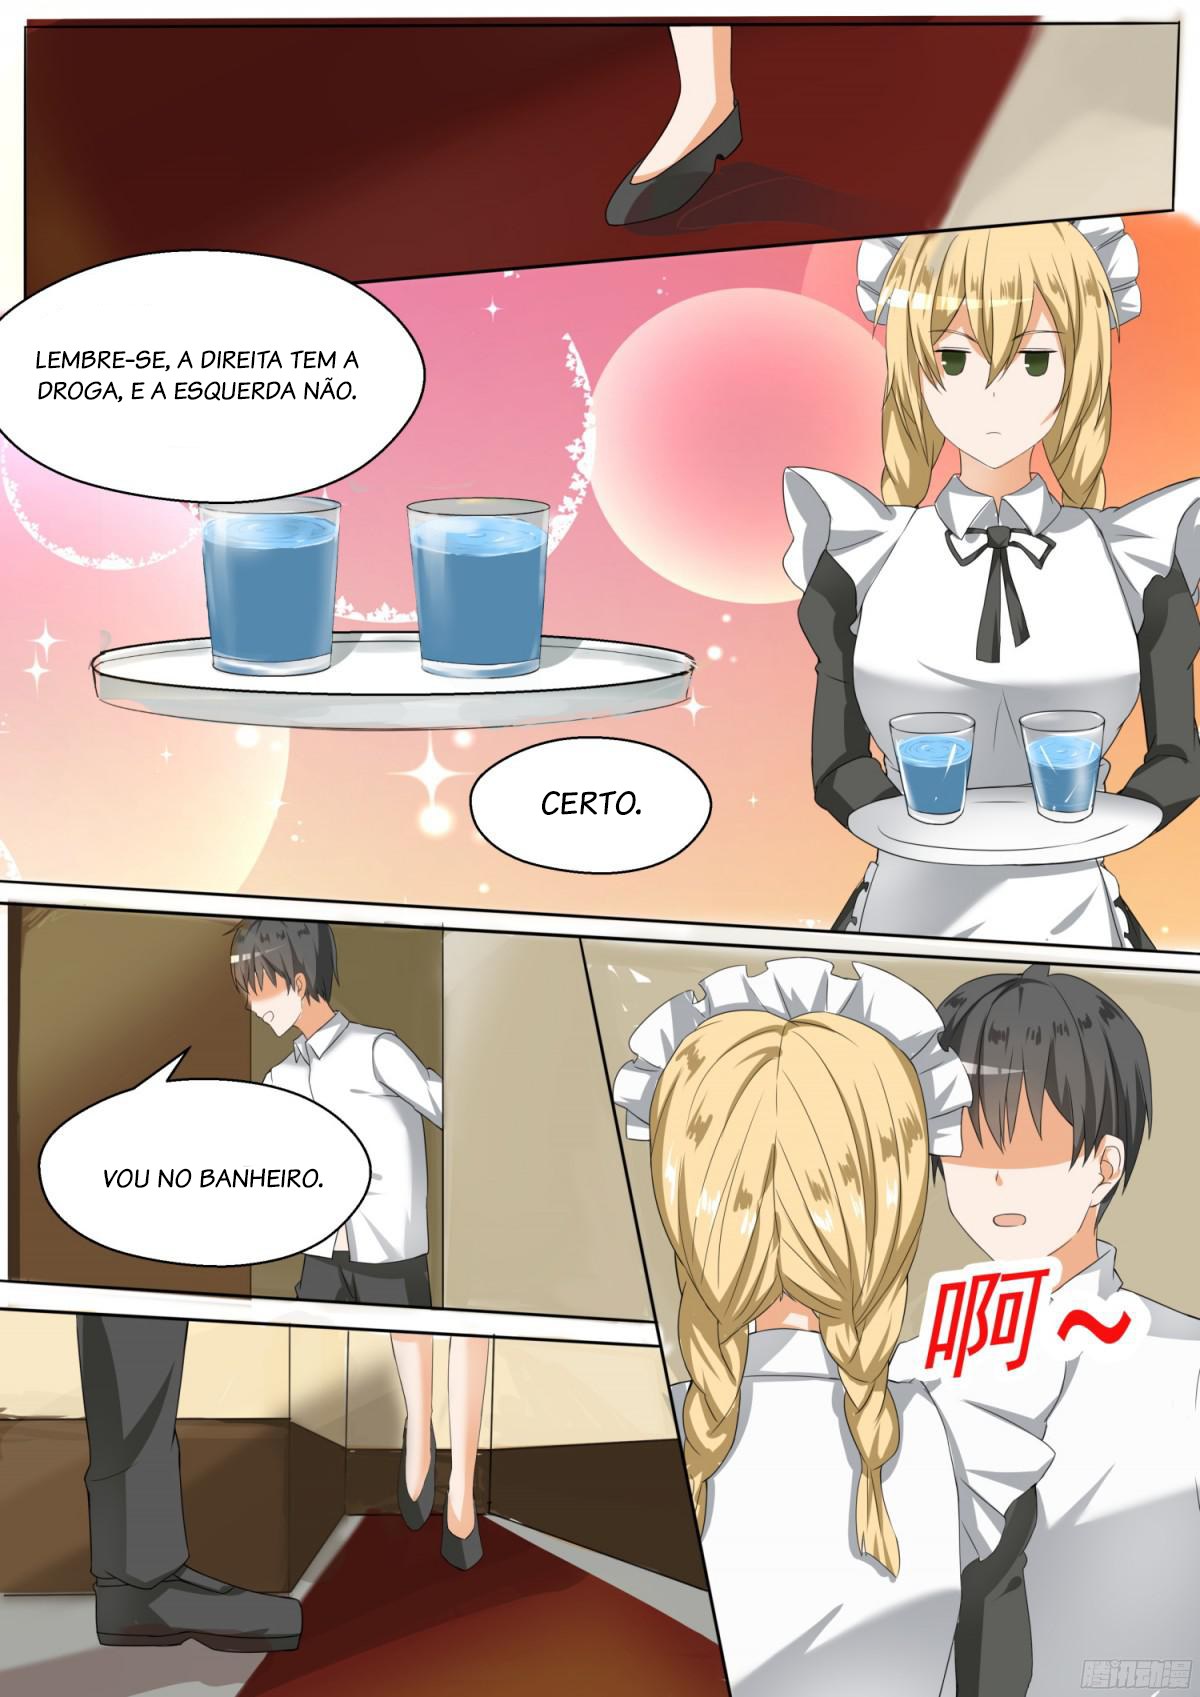 LEMBRE-SE, A DIREITA TEM A
DROGA, E A ESQUERDA NÃO.
CERTO.
VOU NO BANHEIRO.
啊~
腾讯动漫